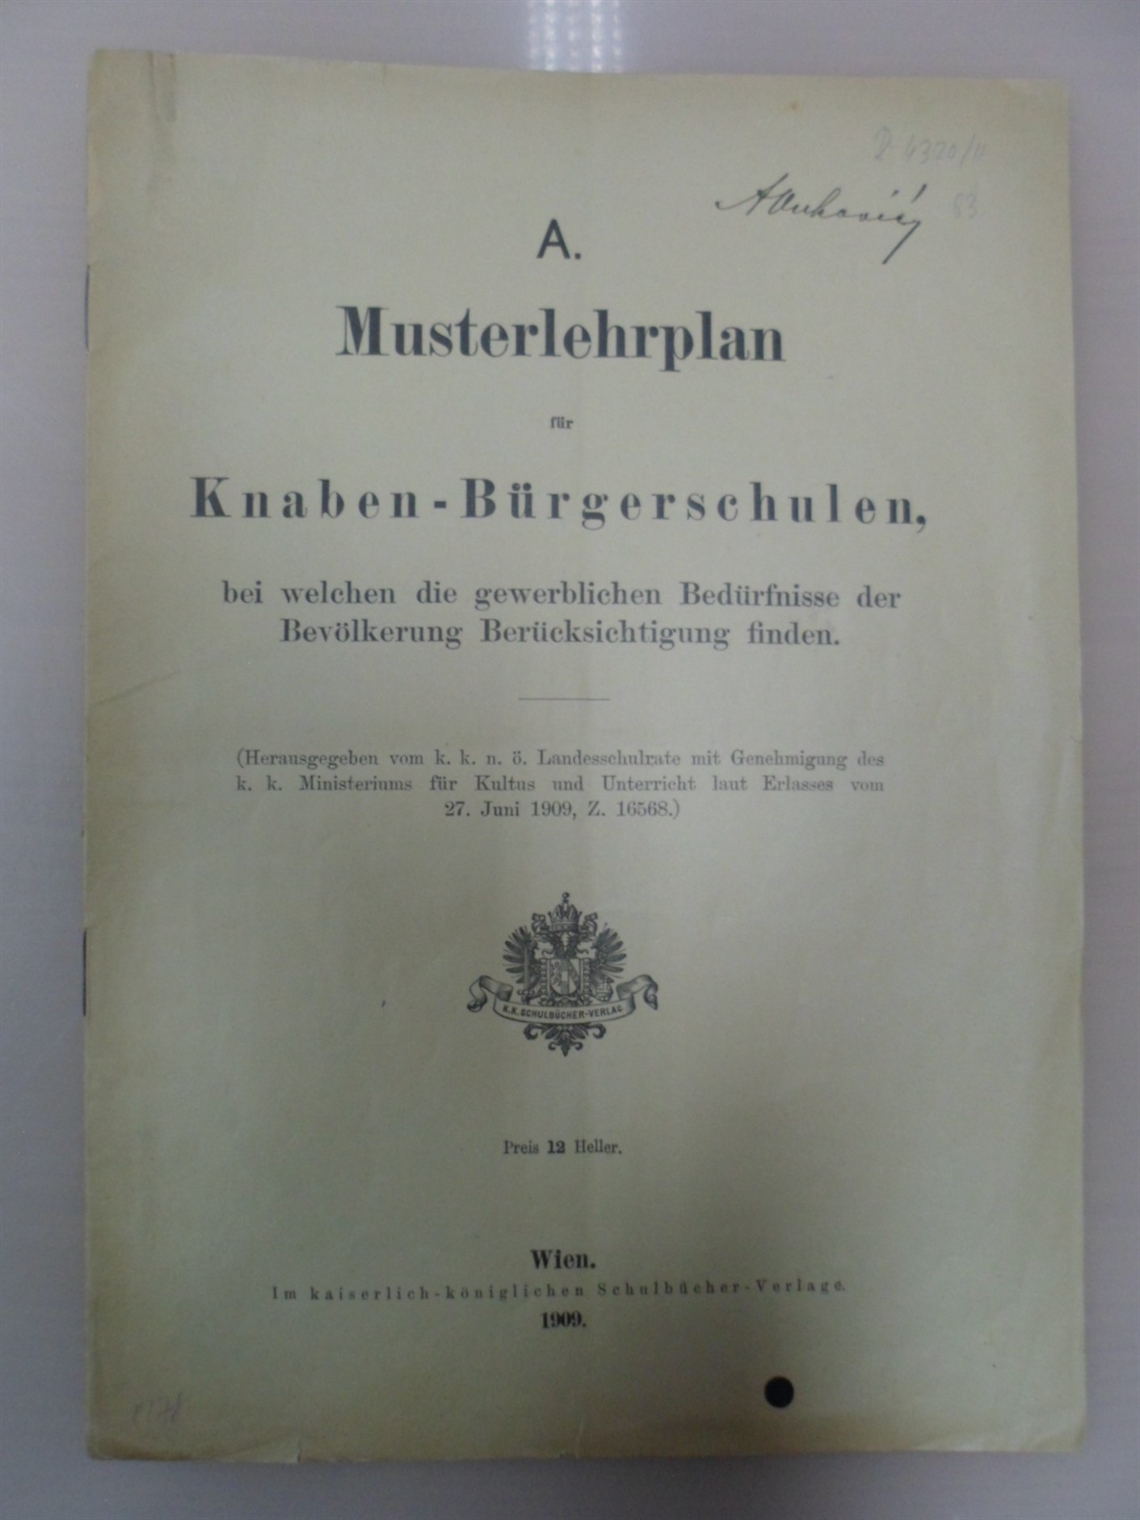 A.
Musterlehrplan
für
Knaben-Bürgerschulen,
bei welchen die gewerblichen Bedürfnisse der
Bevölkerung Berücksichtigung finden.
(Herausgegeben vom k. k. n. ö. Landesschulrate mit Genehmigung des
k. k. Ministeriums für Kultus und Unterricht laut Erlasses vom
27. Juni 1909, Z. 16568.)
K.K. SCHULBÜCHER-VERLAG.
Preis 12 Heller.
Wien.
Im kaiserlich-königlichen Schulbücher-Verlage.
1909.